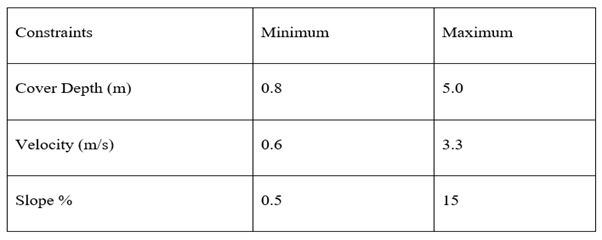 Constraints Minimum Maximum
Cover Depth (m) 0.8 5.0
Velocity (m/s) 0.6 3.3
Slope % 0.5 15